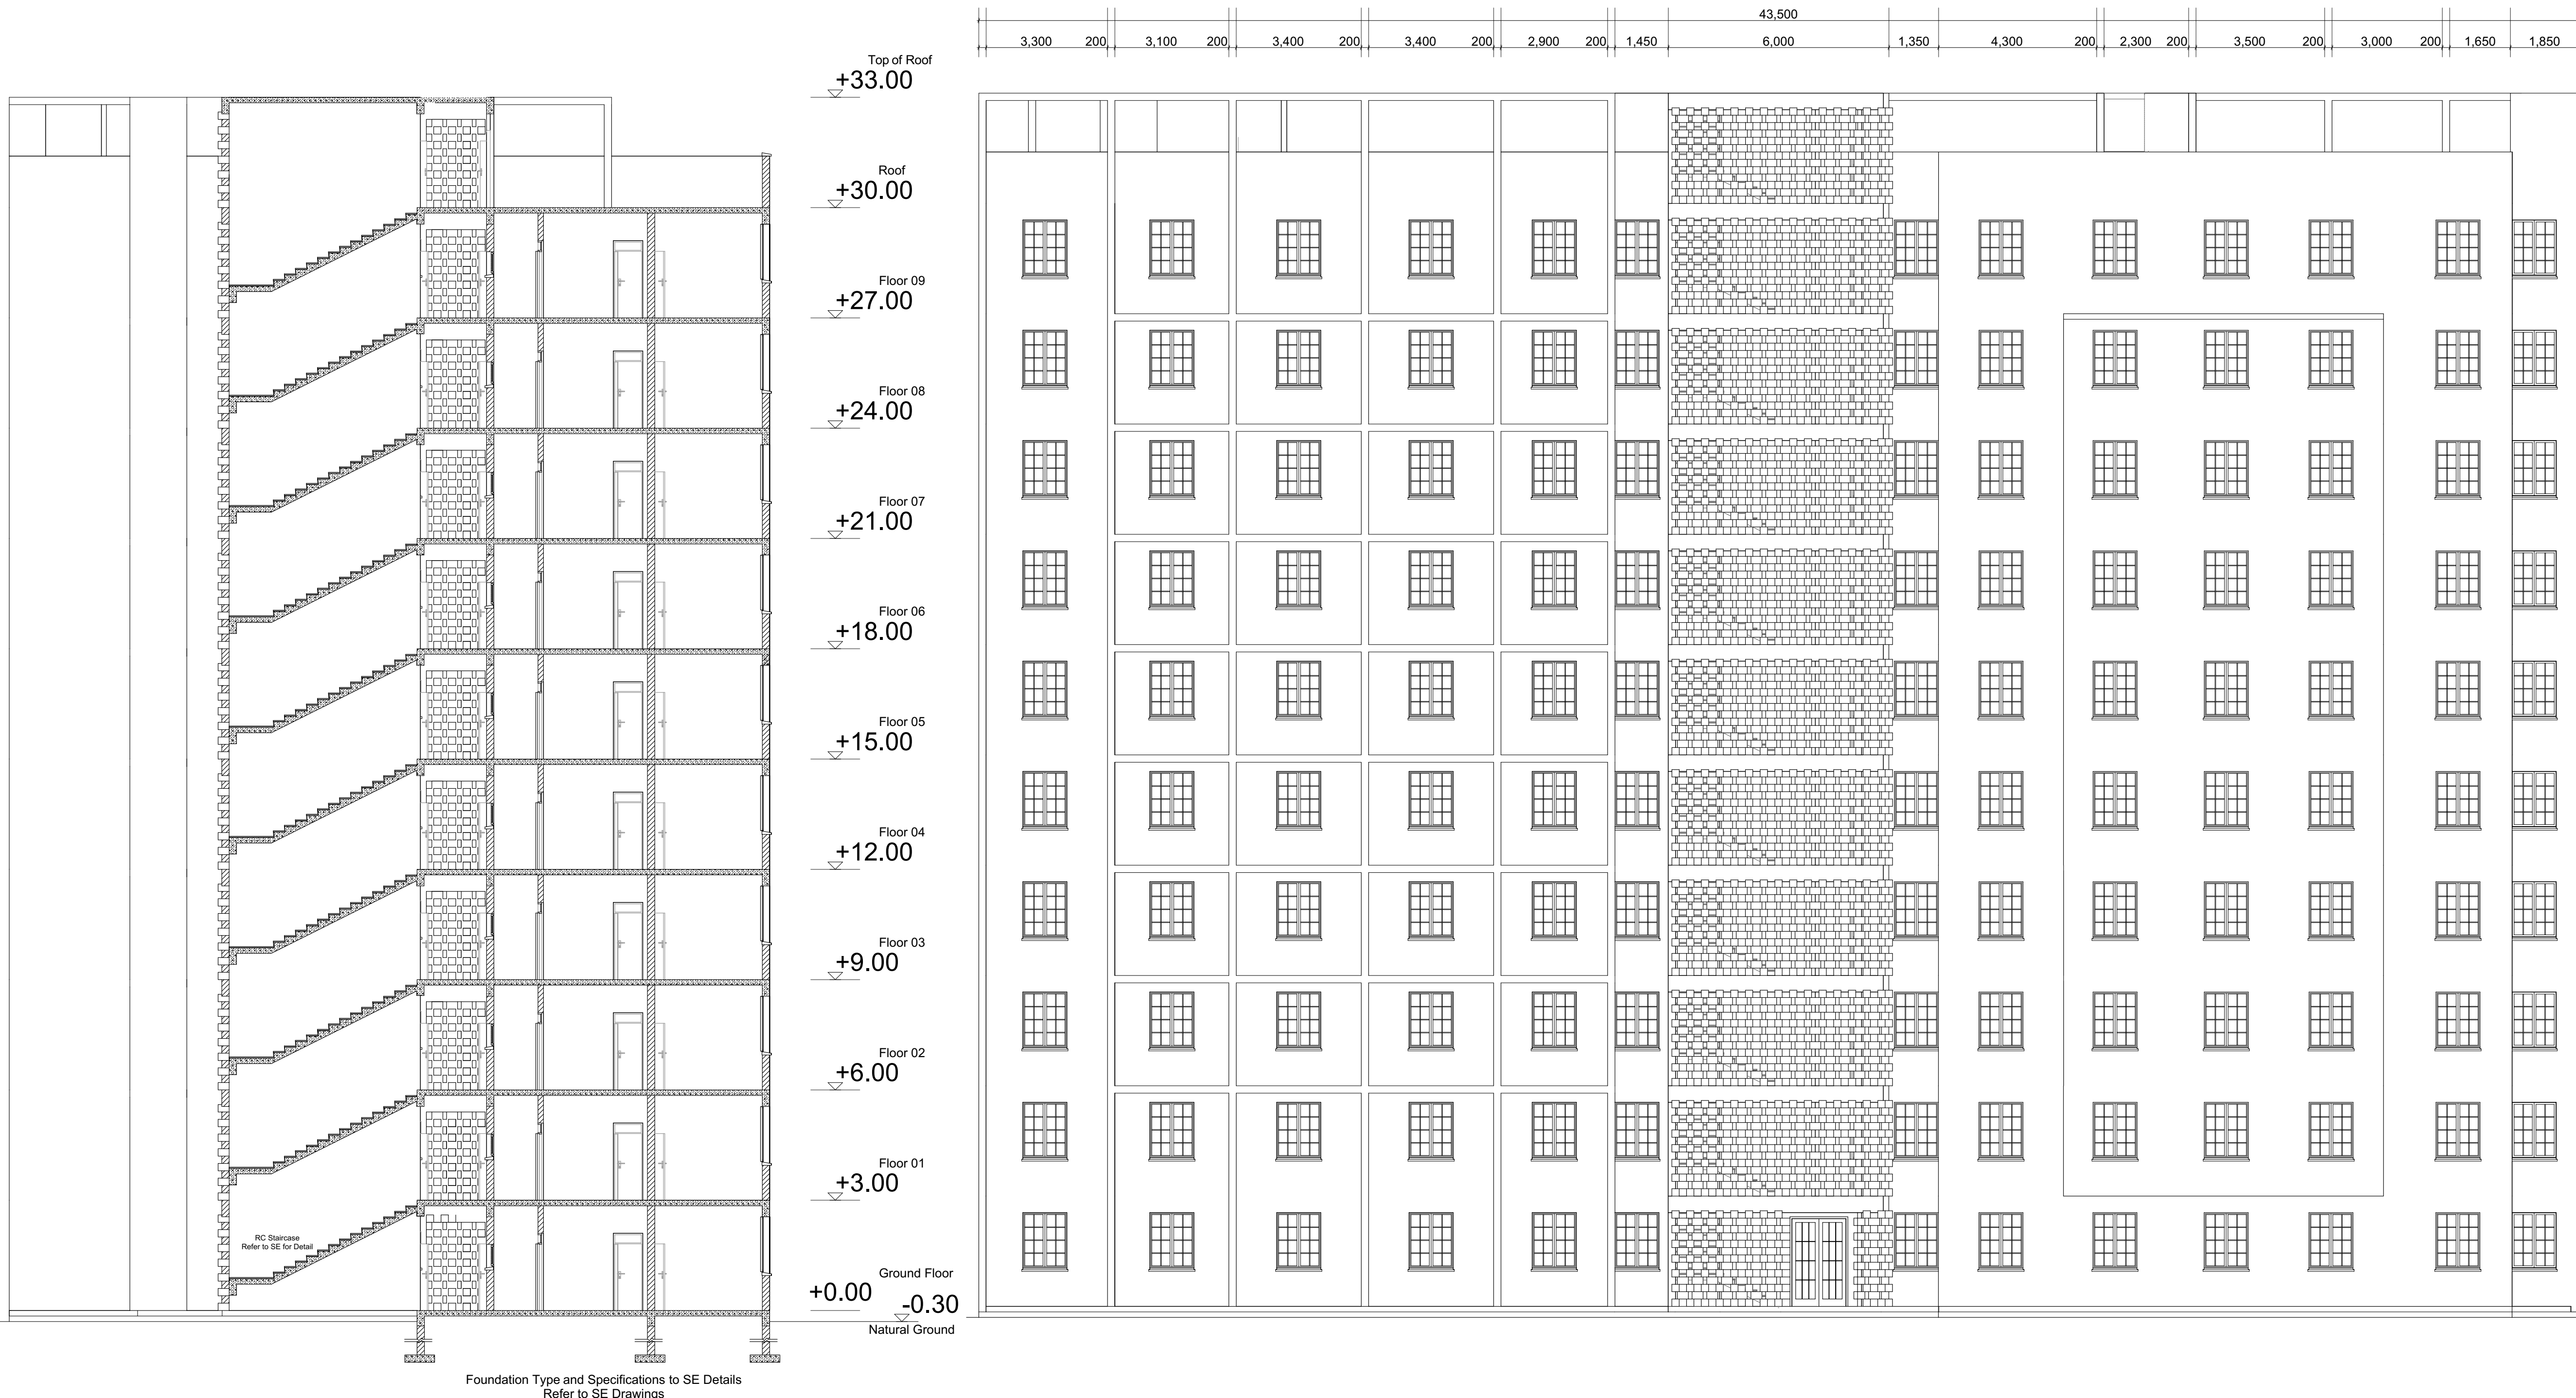 43,500
3,300 200 3,100 200 3,400 200 3,400 200 2,900 200 1,450 6,000 1,350 4,300 200 2,300 200 3,500 200 3,000 200 1,650 1,850
Top of Roof
+33.00
Roof
+30.00
Floor 09
+27.00
Floor 08
+24.00
Floor 07
+21.00
Floor 06
+18.00
Floor 05
+15.00
Floor 04
+12.00
Floor 03
+9.00
Floor 02
+6.00
Floor 01
+3.00
RC Staircase
Refer to SE for Detail
Ground Floor
+0.00
-0.30
Natural Ground
Foundation Type and Specifications to SE Details
Refer to SE Drawings